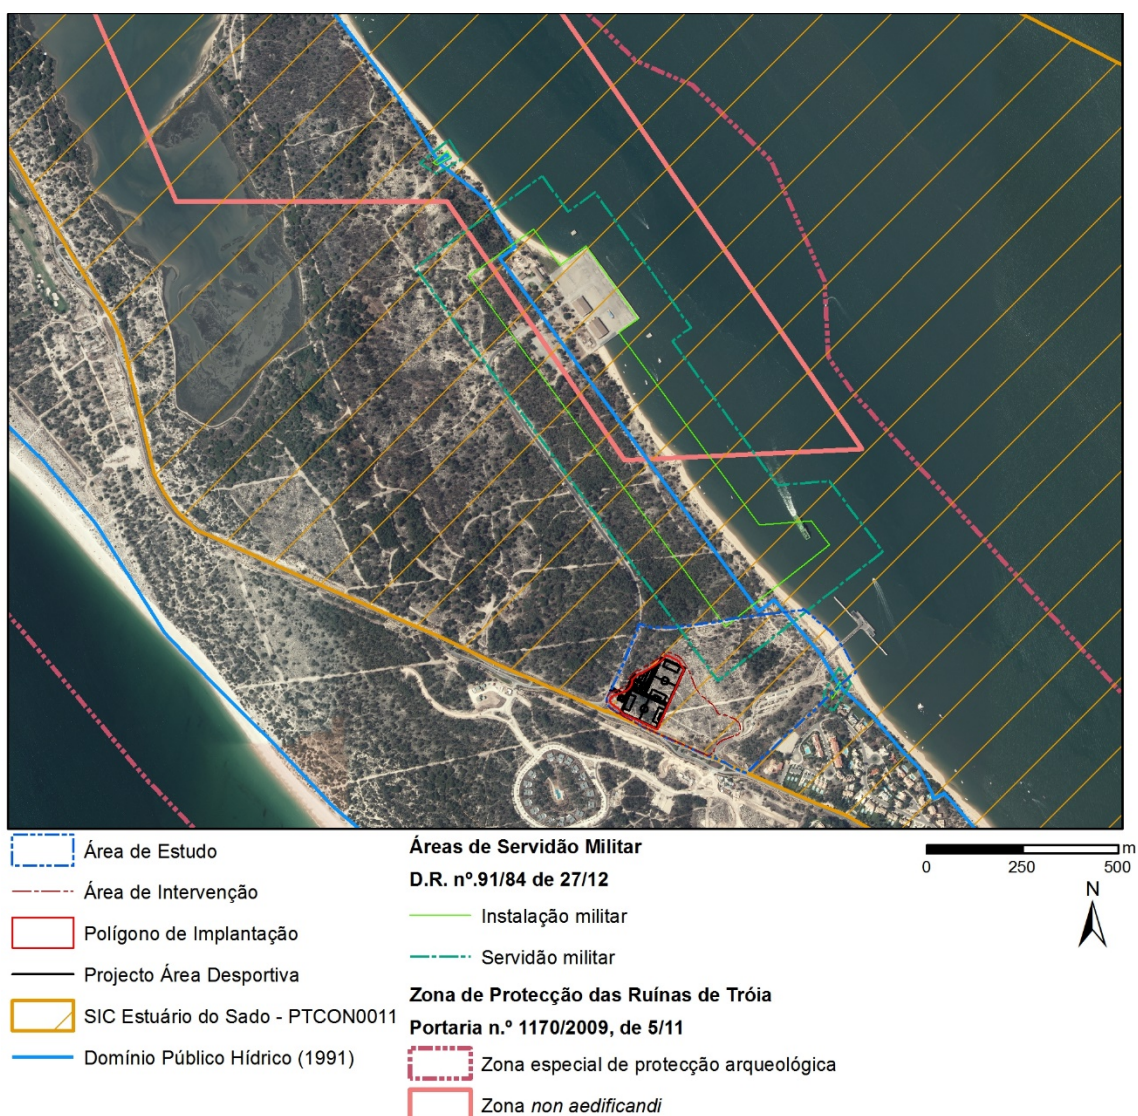 Área de Estudo
Área de Intervenção
Polígono de Implantação
Projecto Área Desportiva
SIC Estuário do Sado - PTCON0011
Domínio Público Hídrico (1991)
Áreas de Servidão Militar
D.R. nº.91/84 de 27/12
Instalação militar
Servidão militar
Zona de Protecção das Ruínas de Tróia
Portaria n.º 1170/2009, de 5/11
Zona especial de protecção arqueológica
Zona non aedificandi
m
0 250 500
N